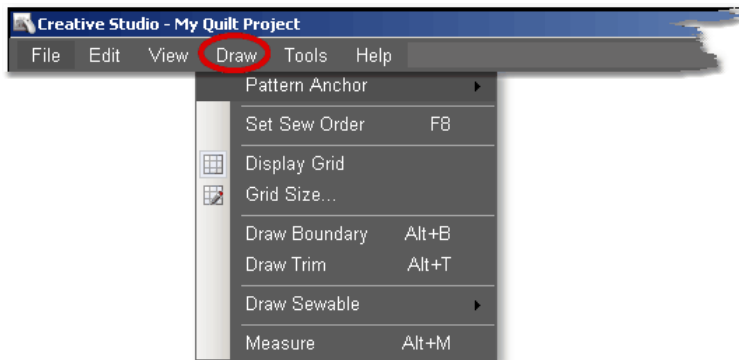 Creative Studio - My Quilt Project
File Edit View Draw Tools Help
Pattern Anchor
Set Sew Order F8
Display Grid
Grid Size...
Draw Boundary Alt+B
Draw Trim Alt+T
Draw Sewable
Measure Alt+M